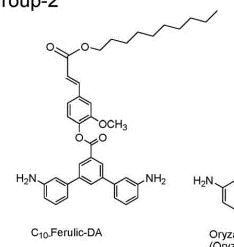 roup-2
O
O
OCH3
O
O
H2N
NH2
H2N
C10-Ferulic-DA
Oryza
(Oryz